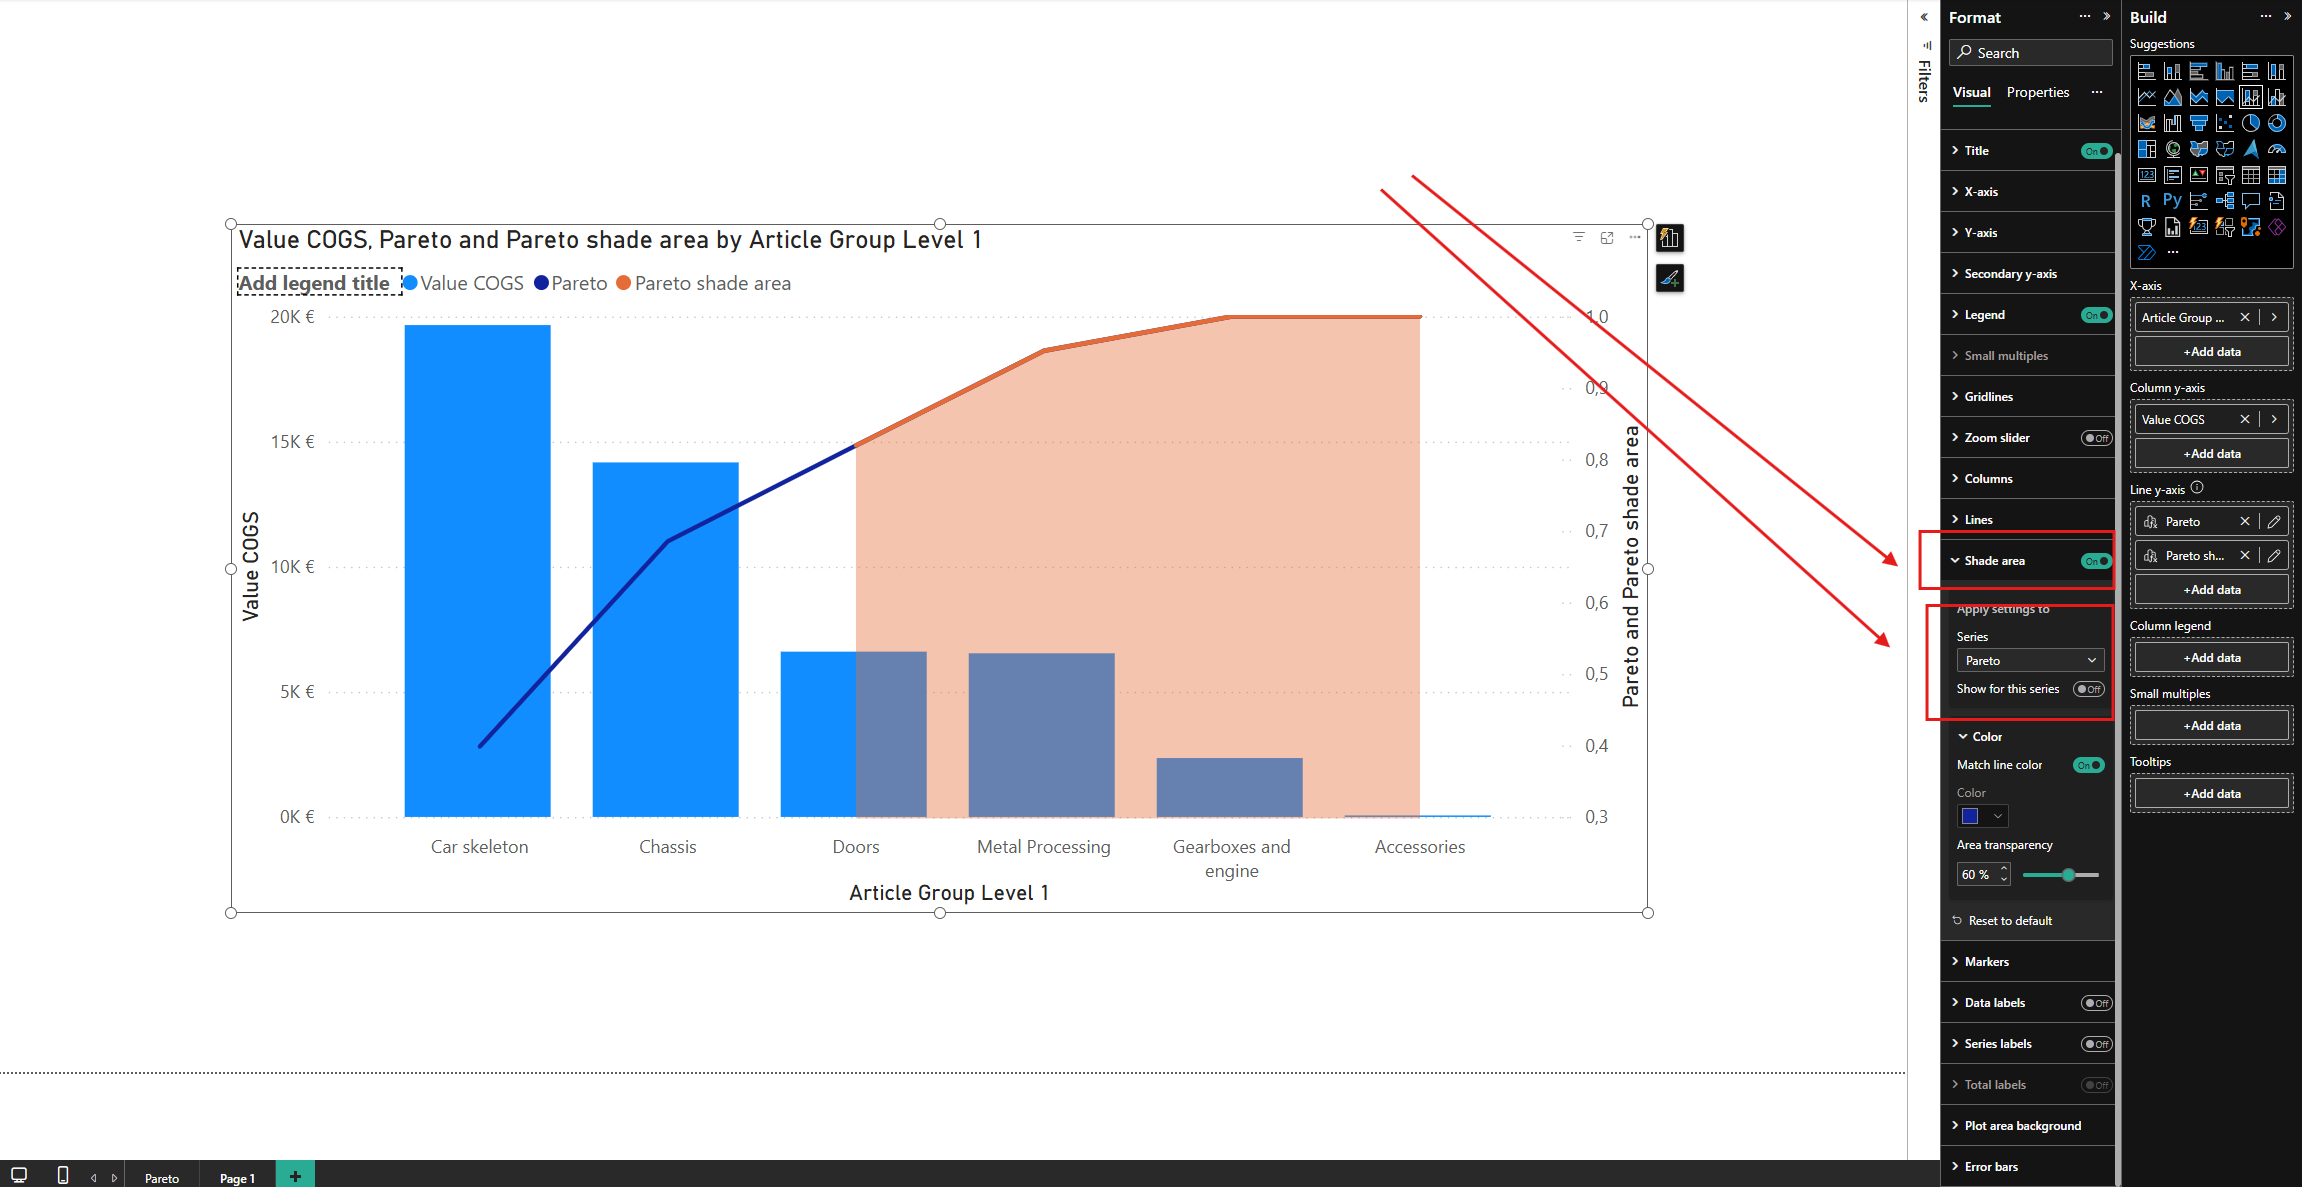 Value COGS, Pareto and Pareto shade area by Article Group Level 1
Add legend title Value COGS Pareto Pareto shade area
20K €
15K €
10K €
5K €
0K €
Value COGS
1,0
0,9
0,8
0,7
0,6
0,5
0,4
0,3
Pareto and Pareto shade area
Car skeleton
Chassis
Doors
Metal Processing
Gearboxes and
engine
Accessories
Article Group Level 1
Pareto
Page 1
+
Filters
Format
Search
Visual Properties
Title On
X-axis
Y-axis
Secondary y-axis
Legend On
Small multiples
Gridlines
Zoom slider Off
Columns
Lines
Shade area On
Apply settings to
Series
Pareto
Show for this series Off
Color
Match line color On
Color
Area transparency
60 %
Reset to default
Markers
Data labels Off
Series labels Off
Total labels Off
Plot area background
Error bars
Build
Suggestions
123
R Py
123
X-axis
Article Group ...
+Add data
Column y-axis
Value COGS
+Add data
Line y-axis
Pareto
Pareto sh...
+Add data
Column legend
+Add data
Small multiples
+Add data
Tooltips
+Add data